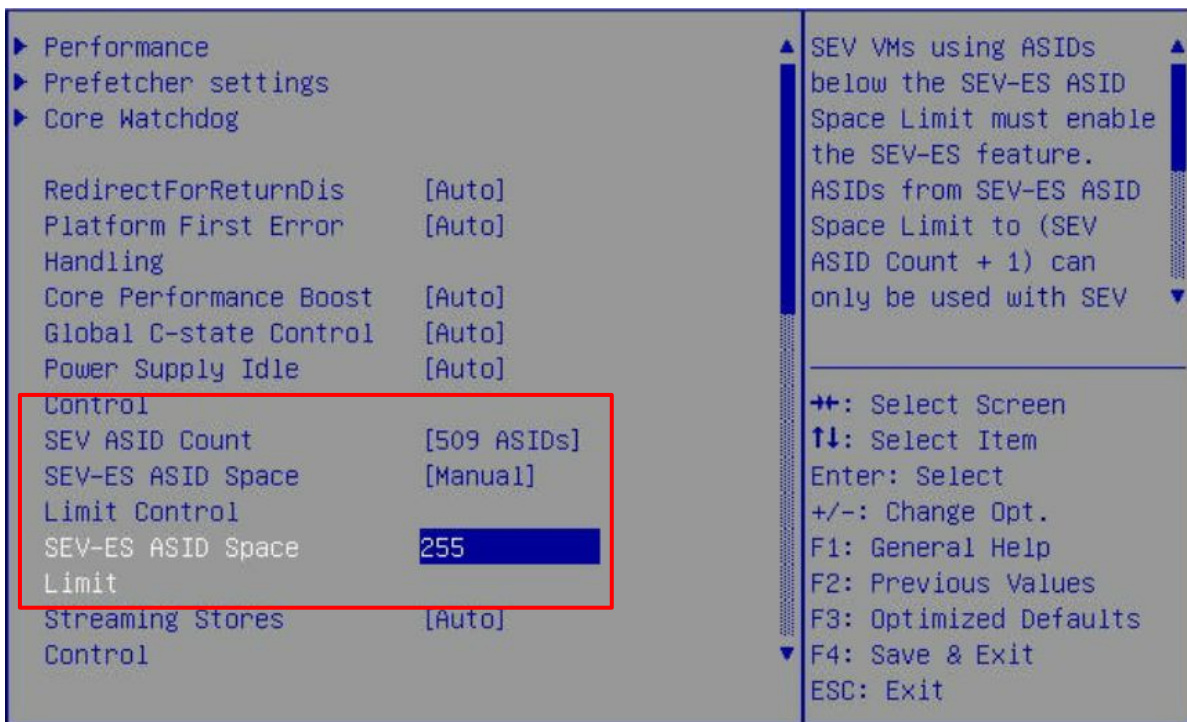 Performance
Prefetcher settings
Core Watchdog
RedirectForReturnDis [Auto]
Platform First Error [Auto]
Handling
Core Performance Boost [Auto]
Global C-state Control [Auto]
Power Supply Idle [Auto]
Control
SEV ASID Count [509 ASIDs]
SEV-ES ASID Space [Manual]
Limit Control
SEV-ES ASID Space 255
Limit
Streaming Stores [Auto]
Control
SEV VMs using ASIDs
below the SEV-ES ASID
Space Limit must enable
the SEV-ES feature.
ASIDs from SEV-ES ASID
Space Limit to (SEV
ASID Count + 1) can
only be used with SEV
→←: Select Screen
↑↓: Select Item
Enter: Select
+/-: Change Opt.
F1: General Help
F2: Previous Values
F3: Optimized Defaults
F4: Save & Exit
ESC: Exit